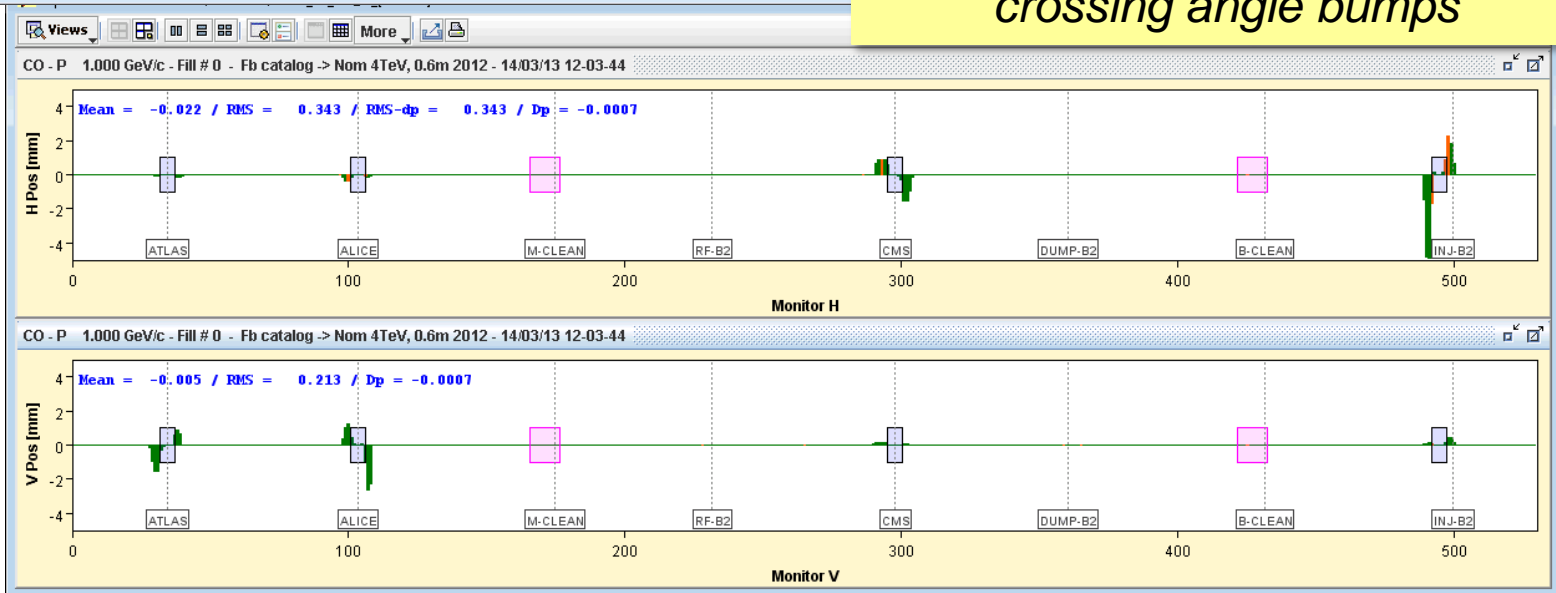 crossing angle bumps
Views More
CO - P 1.000 GeV/c - Fill # 0 - Fb catalog -> Nom 4TeV, 0.6m 2012 - 14/03/13 12-03-44
Mean = -0.022 / RMS = 0.343 / RMS-dp = 0.343 / Dp = -0.0007
H Pos [mm]
4
2
0
-2
-4
ATLAS ALICE M-CLEAN RF-B2 CMS DUMP-B2 B-CLEAN INJ-B2
0 100 200 300 400 500
Monitor H
CO - P 1.000 GeV/c - Fill # 0 - Fb catalog -> Nom 4TeV, 0.6m 2012 - 14/03/13 12-03-44
Mean = -0.005 / RMS = 0.213 / Dp = -0.0007
V Pos [mm]
4
2
0
-2
-4
ATLAS ALICE M-CLEAN RF-B2 CMS DUMP-B2 B-CLEAN INJ-B2
0 100 200 300 400 500
Monitor V